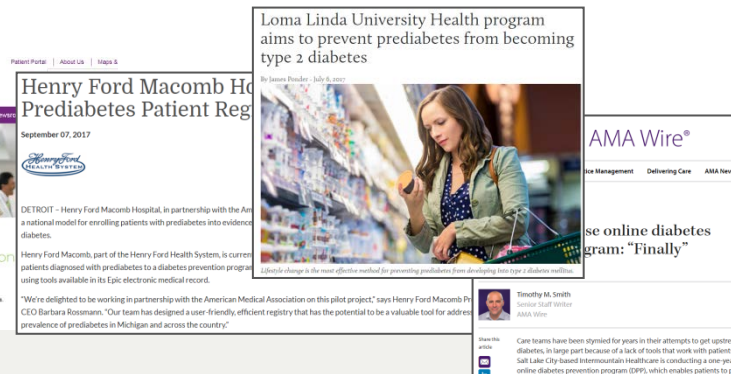 Patient Portal | About Us | Maps &
Henry Ford Macomb Ho
Prediabetes Patient Reg
September 07, 2017
Henry Ford
HEALTH SYSTEM
DETROIT – Henry Ford Macomb Hospital, in partnership with the Am
a national model for enrolling patients with prediabetes into evidence
diabetes.
Henry Ford Macomb, part of the Henry Ford Health System, is curren
patients diagnosed with prediabetes to a diabetes prevention program
using tools available in its Epic electronic medical record.
"We're delighted to be working in partnership with the American Medical Association on this pilot project," says Henry Ford Macomb Pr
CEO Barbara Rossmann. "Our team has designed a user-friendly, efficient registry that has the potential to be a valuable tool for address
prevalence of prediabetes in Michigan and across the country."
Loma Linda University Health program
aims to prevent prediabetes from becoming
type 2 diabetes
By James Ponder - July 6, 2017
Lifestyle change is the most effective method for preventing prediabetes from developing into type 2 diabetes mellitus.
AMA Wire®
ice Management Delivering Care AMA New
se online diabetes
gram: “Finally”
Timothy M. Smith
Senior Staff Writer
AMA Wire
Share this
article
Care teams have been stymied for years in their attempts to get upstre
diabetes, in large part because of a lack of tools that work with patient
Salt Lake City-based Intermountain Healthcare is conducting a one-yea
online diabetes prevention program (DPP), which enables patients to p